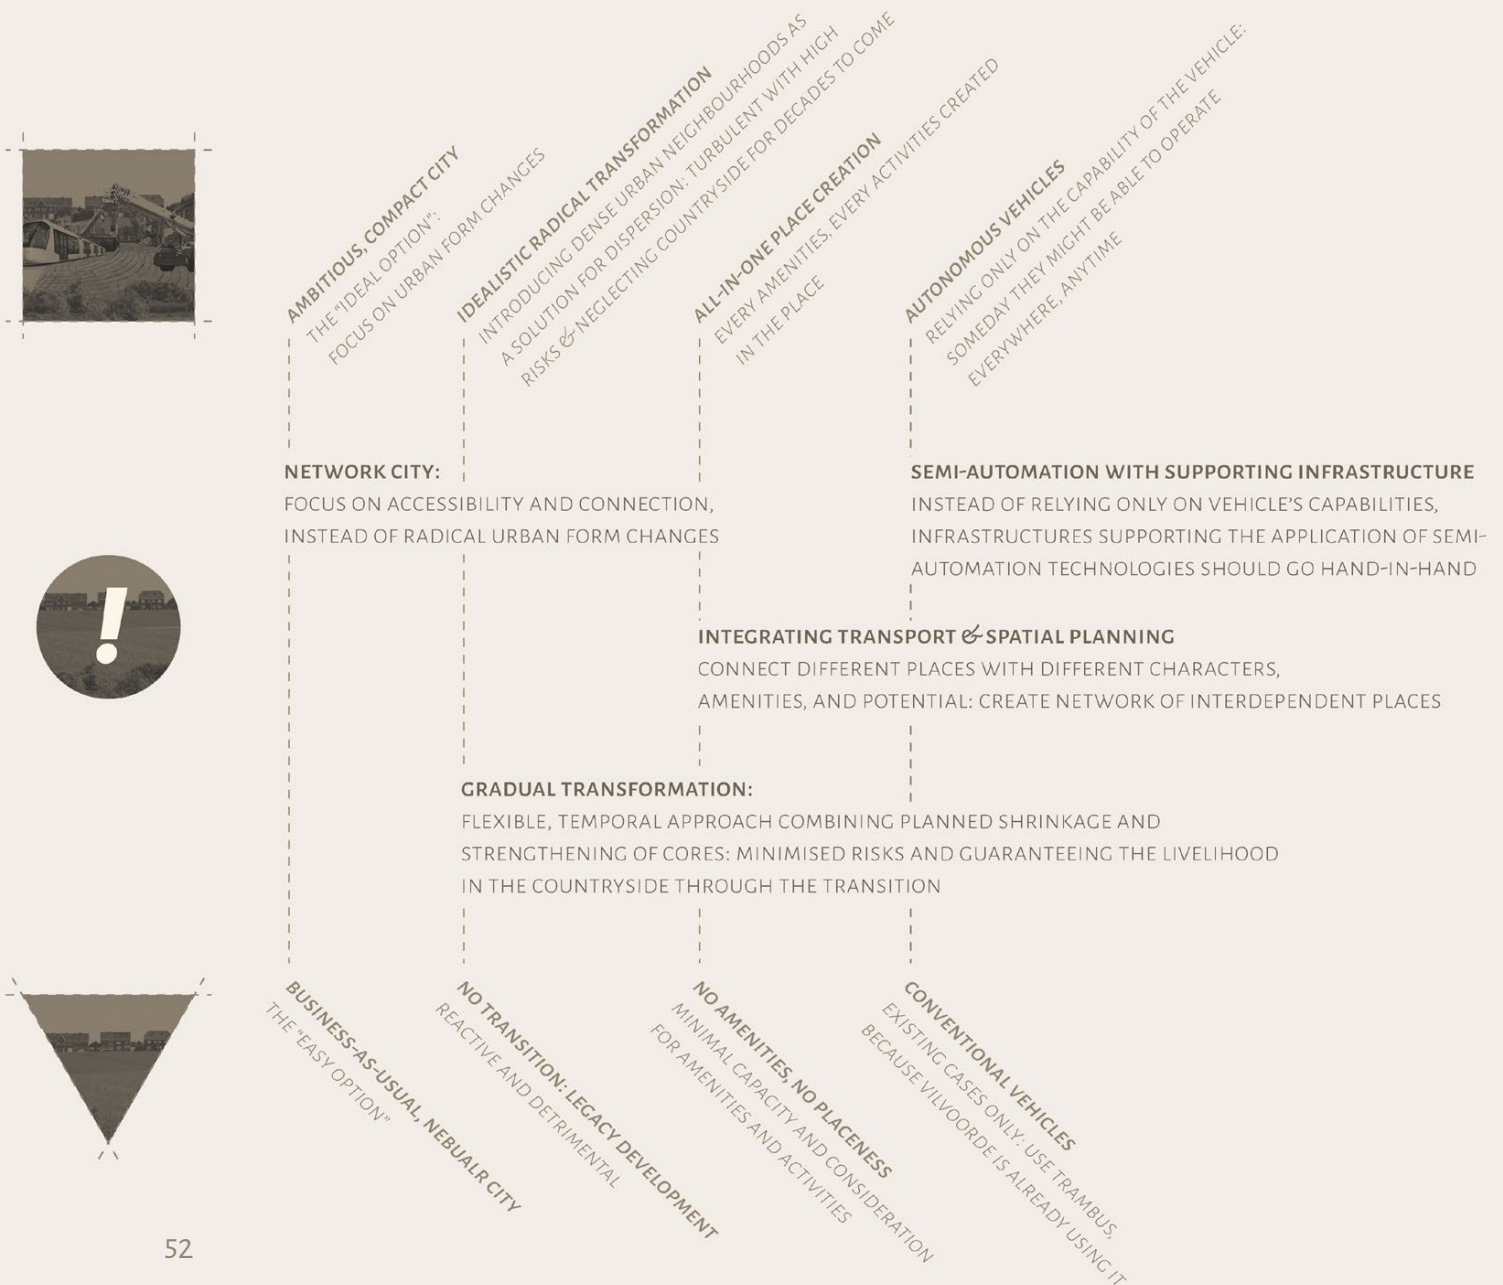 AMBITIOUS, COMPACT CITY
THE "IDEAL OPTION":
FOCUS ON URBAN FORM CHANGES
IDEALISTIC RADICAL TRANSFORMATION
INTRODUCING DENSE URBAN NEIGHBOURHOODS AS
A SOLUTION FOR DISPERSION: TURBULENT WITH HIGH
RISKS & NEGLECTING COUNTRYSIDE FOR DECADES TO COME
ALL-IN-ONE PLACE CREATION
EVERY AMENITIES, EVERY ACTIVITIES CREATED
IN THE PLACE
AUTONOMOUS VEHICLES
RELYING ONLY ON THE CAPABILITY OF THE VEHICLE:
SOMEDAY THEY MIGHT BE ABLE TO OPERATE
EVERYWHERE, ANYTIME
NETWORK CITY:
FOCUS ON ACCESSIBILITY AND CONNECTION,
INSTEAD OF RADICAL URBAN FORM CHANGES
SEMI-AUTOMATION WITH SUPPORTING INFRASTRUCTURE
INSTEAD OF RELYING ONLY ON VEHICLE'S CAPABILITIES,
INFRASTRUCTURES SUPPORTING THE APPLICATION OF SEMI-
AUTOMATION TECHNOLOGIES SHOULD GO HAND-IN-HAND
!
INTEGRATING TRANSPORT & SPATIAL PLANNING
CONNECT DIFFERENT PLACES WITH DIFFERENT CHARACTERS,
AMENITIES, AND POTENTIAL: CREATE NETWORK OF INTERDEPENDENT PLACES
GRADUAL TRANSFORMATION:
FLEXIBLE, TEMPORAL APPROACH COMBINING PLANNED SHRINKAGE AND
STRENGTHENING OF CORES: MINIMISED RISKS AND GUARANTEEING THE LIVELIHOOD
IN THE COUNTRYSIDE THROUGH THE TRANSITION
BUSINESS-AS-USUAL, NEBUALR CITY
THE "EASY OPTION"
NO TRANSITION: LEGACY DEVELOPMENT
REACTIVE AND DETRIMENTAL
NO AMENITIES, NO PLACENESS
MINIMAL CAPACITY AND CONSIDERATION
FOR AMENITIES AND ACTIVITIES
CONVENTIONAL VEHICLES
EXISTING CASES ONLY: USE TRAMBUS,
BECAUSE VILVOORDE IS ALREADY USING IT
52